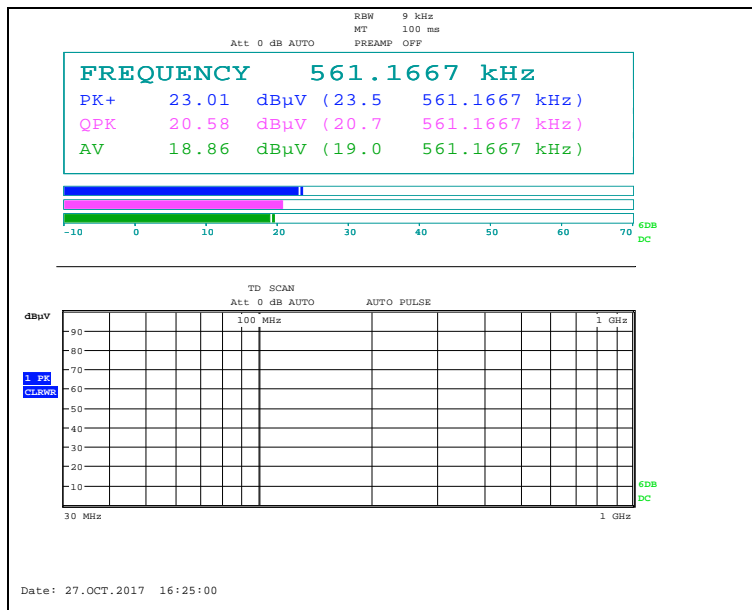 RBW 9 kHz
MT 100 ms
Att 0 dB AUTO PREAMP OFF
FREQUENCY 561.1667 kHz
PK+ 23.01 dBµV (23.5 561.1667 kHz)
QPK 20.58 dBµV (20.7 561.1667 kHz)
AV 18.86 dBµV (19.0 561.1667 kHz)
6DB
-10 0 10 20 30 40 50 60 70
DC
TD SCAN
Att 0 dB AUTO AUTO PULSE
dBµV
100 MHz 1 GHz
90
80
70
1 PK
60
CLRWR
50
40
30
20
10
6DB
DC
30 MHz 1 GHz
Date: 27.OCT.2017 16:25:00